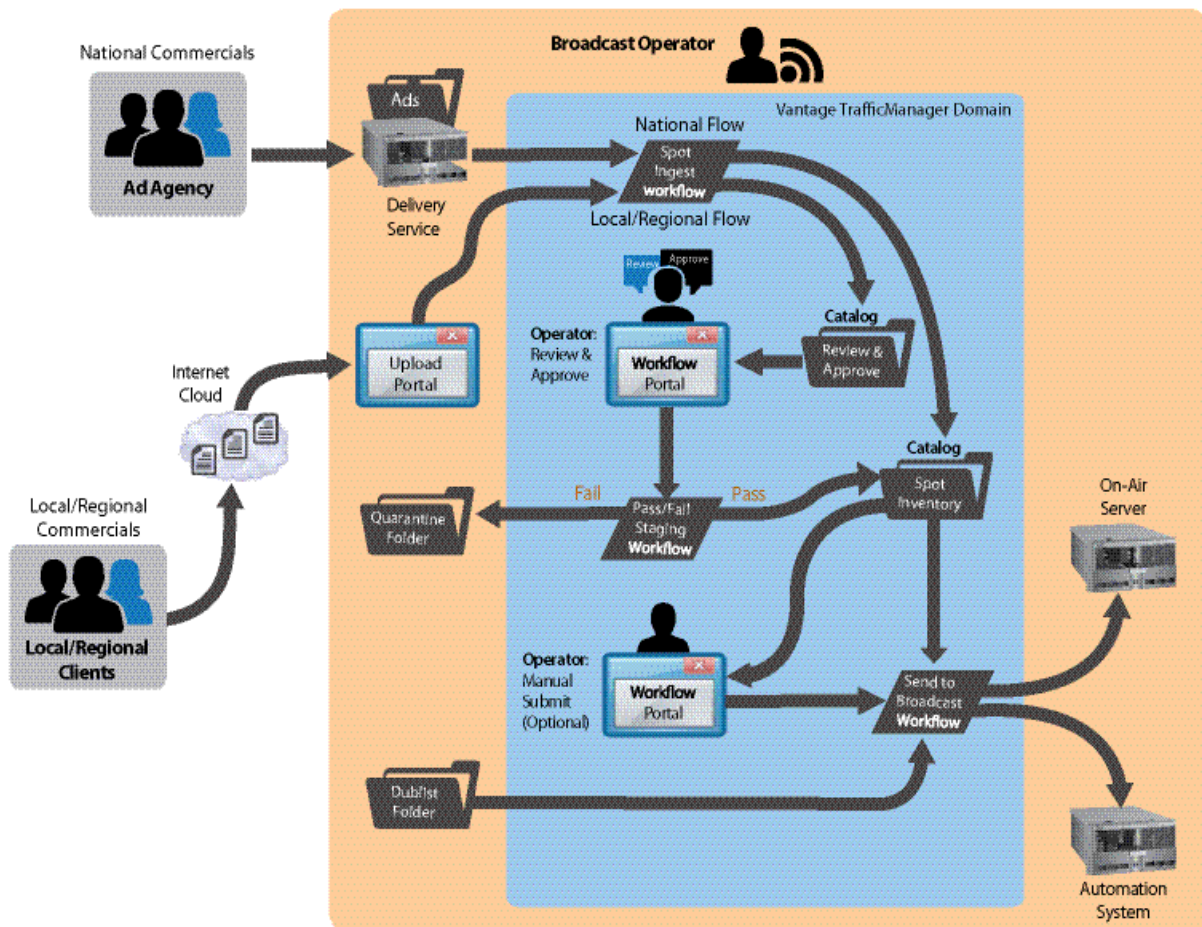 National Commercials
Ad Agency
Broadcast Operator
Ads
Delivery
Service
Vantage TrafficManager Domain
National Flow
Spot
Ingest
workflow
Local/Regional Flow
Review
Approve
Operator:
Review &
Approve
Workflow
Portal
Catalog
Review &
Approve
Upload
Portal
Internet
Cloud
Local/Regional
Commercials
Local/Regional
Clients
Catalog
Spot
Inventory
Fail
Pass
Quarantine
Folder
Pass/Fail
Staging
Workflow
On-Air
Server
Operator:
Manual
Submit
(Optional)
Workflow
Portal
Send to
Broadcast
Workflow
Dublist
Folder
Automation
System